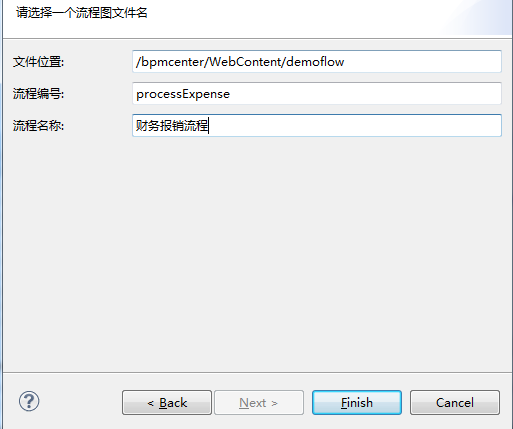 请选择一个流程图文件名
文件位置: /bpmcenter/WebContent/demoflow
流程编号: processExpense
流程名称: 财务报销流程
? < Back Next > Finish Cancel